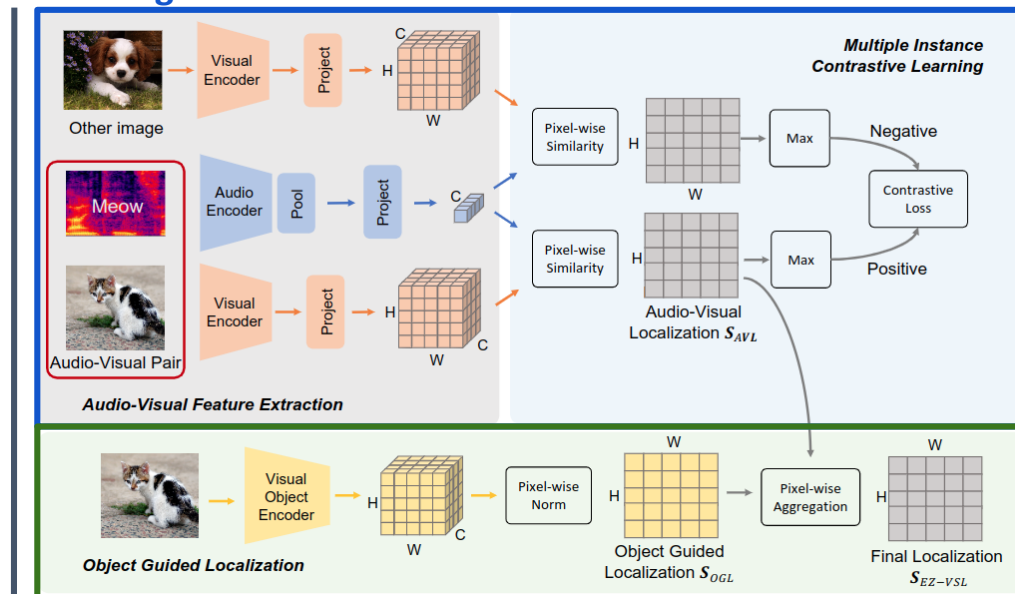 Multiple Instance
Contrastive Learning
Other image
Visual
Encoder
Project
C
H
W
Pixel-wise
Similarity
H
W
Max
Negative
Contrastive
Loss
Meow
Audio
Encoder
Pool
Project
C
Pixel-wise
Similarity
H
Max
Positive
Audio-Visual
Localization S_AVL
Audio-Visual Pair
Visual
Encoder
Project
H
W
C
Audio-Visual Feature Extraction
Visual
Object
Encoder
H
W
C
Pixel-wise
Norm
W
H
Object Guided
Localization S_OGL
Pixel-wise
Aggregation
W
H
Final Localization
S_EZ-VSL
Object Guided Localization